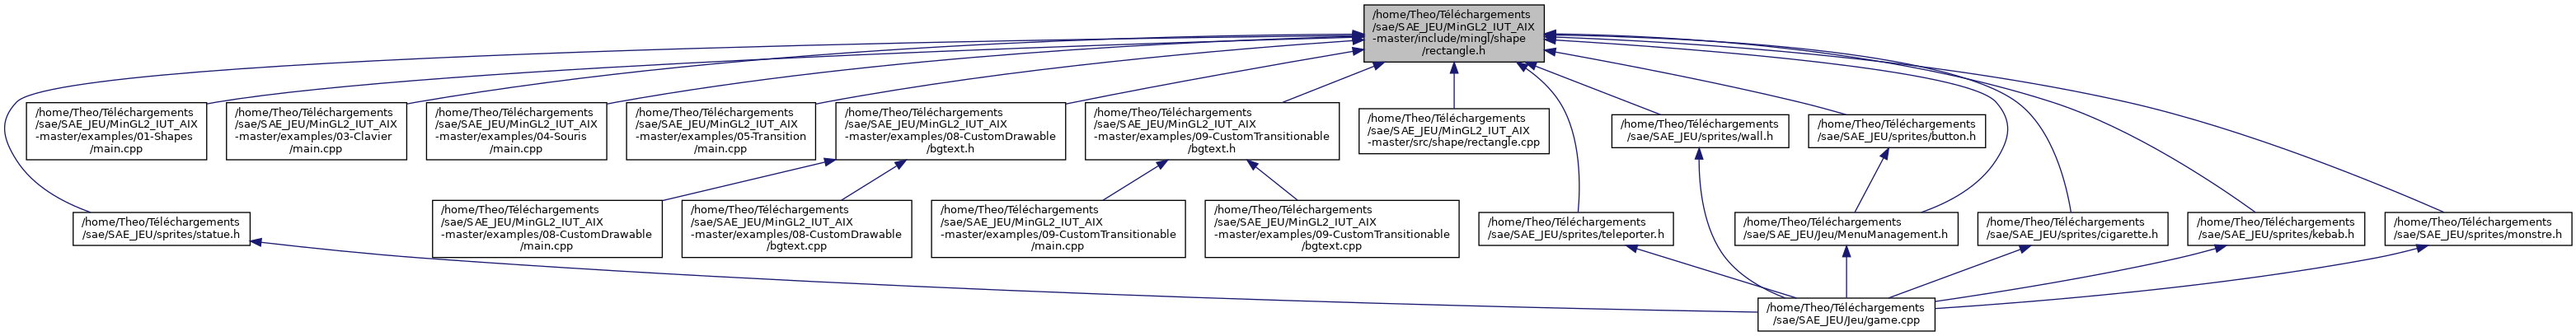 /home/Theo/Téléchargements
/sae/SAE_JEU/MinGL2_IUT_AIX
-master/include/mingl/shape
/rectangle.h
/home/Theo/Téléchargements
/sae/SAE_JEU/MinGL2_IUT_AIX
-master/examples/01-Shapes
/main.cpp
/home/Theo/Téléchargements
/sae/SAE_JEU/MinGL2_IUT_AIX
-master/examples/03-Clavier
/main.cpp
/home/Theo/Téléchargements
/sae/SAE_JEU/MinGL2_IUT_AIX
-master/examples/04-Souris
/main.cpp
/home/Theo/Téléchargements
/sae/SAE_JEU/MinGL2_IUT_AIX
-master/examples/05-Transition
/main.cpp
/home/Theo/Téléchargements
/sae/SAE_JEU/MinGL2_IUT_AIX
-master/examples/08-CustomDrawable
/bgtext.h
/home/Theo/Téléchargements
/sae/SAE_JEU/MinGL2_IUT_AIX
-master/examples/09-CustomTransitionable
/bgtext.h
/home/Theo/Téléchargements
/sae/SAE_JEU/MinGL2_IUT_AIX
-master/src/shape/rectangle.cpp
/home/Theo/Téléchargements
/sae/SAE_JEU/sprites/wall.h
/home/Theo/Téléchargements
/sae/SAE_JEU/sprites/button.h
/home/Theo/Téléchargements
/sae/SAE_JEU/sprites/statue.h
/home/Theo/Téléchargements
/sae/SAE_JEU/MinGL2_IUT_AIX
-master/examples/08-CustomDrawable
/main.cpp
/home/Theo/Téléchargements
/sae/SAE_JEU/MinGL2_IUT_AIX
-master/examples/08-CustomDrawable
/bgtext.cpp
/home/Theo/Téléchargements
/sae/SAE_JEU/MinGL2_IUT_AIX
-master/examples/09-CustomTransitionable
/main.cpp
/home/Theo/Téléchargements
/sae/SAE_JEU/MinGL2_IUT_AIX
-master/examples/09-CustomTransitionable
/bgtext.cpp
/home/Theo/Téléchargements
/sae/SAE_JEU/sprites/teleporter.h
/home/Theo/Téléchargements
/sae/SAE_JEU/Jeu/MenuManagement.h
/home/Theo/Téléchargements
/sae/SAE_JEU/sprites/cigarette.h
/home/Theo/Téléchargements
/sae/SAE_JEU/sprites/kebab.h
/home/Theo/Téléchargements
/sae/SAE_JEU/sprites/monstre.h
/home/Theo/Téléchargements
/sae/SAE_JEU/Jeu/game.cpp